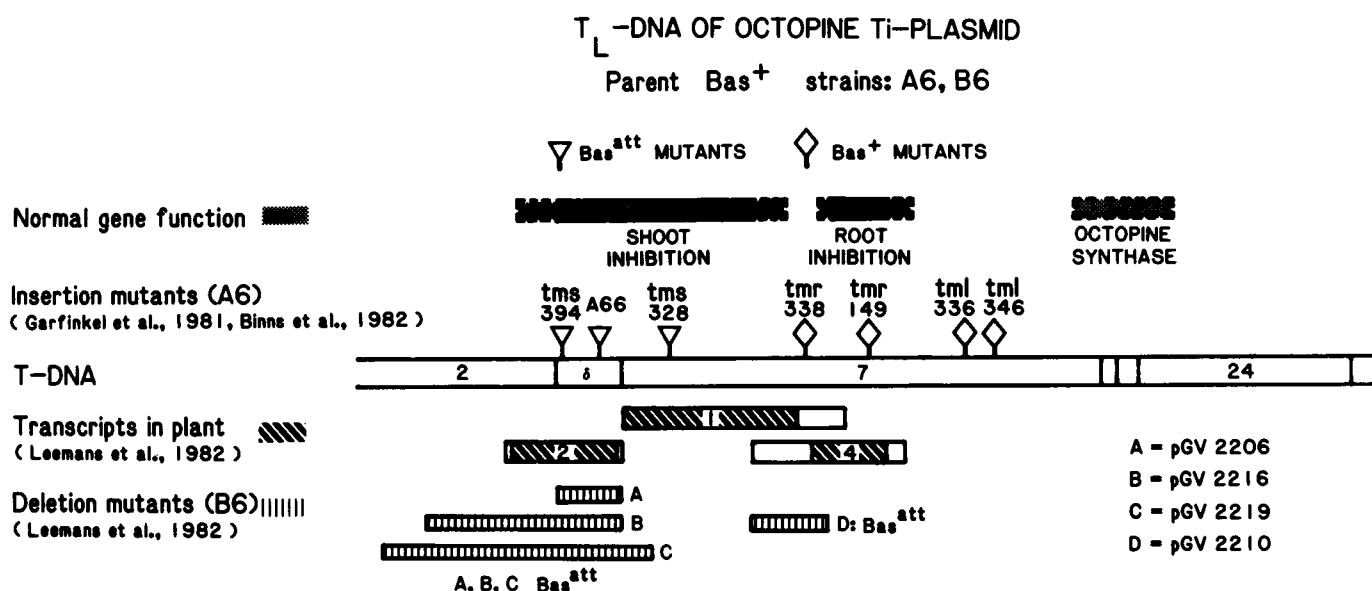 T_L-DNA OF OCTOPINE Ti-PLASMID
Parent Bas+ strains: A6, B6
Bas^att MUTANTS
Bas+ MUTANTS
Normal gene function
SHOOT
INHIBITION
ROOT
INHIBITION
OCTOPINE
SYNTHASE
Insertion mutants (A6)
( Garfinkel et al., 1981, Binns et al., 1982 )
tms
394
A66
tms
328
tmr
338
tmr
149
tml
336
tml
346
T-DNA
2
δ
7
24
Transcripts in plant
( Leemans et al., 1982 )
1
2
4
Deletion mutants (B6)
( Leemans et al., 1982 )
A
B
C
D: Bas^att
A, B, C Bas^att
A = pGV 2206
B = pGV 2216
C = pGV 2219
D = pGV 2210